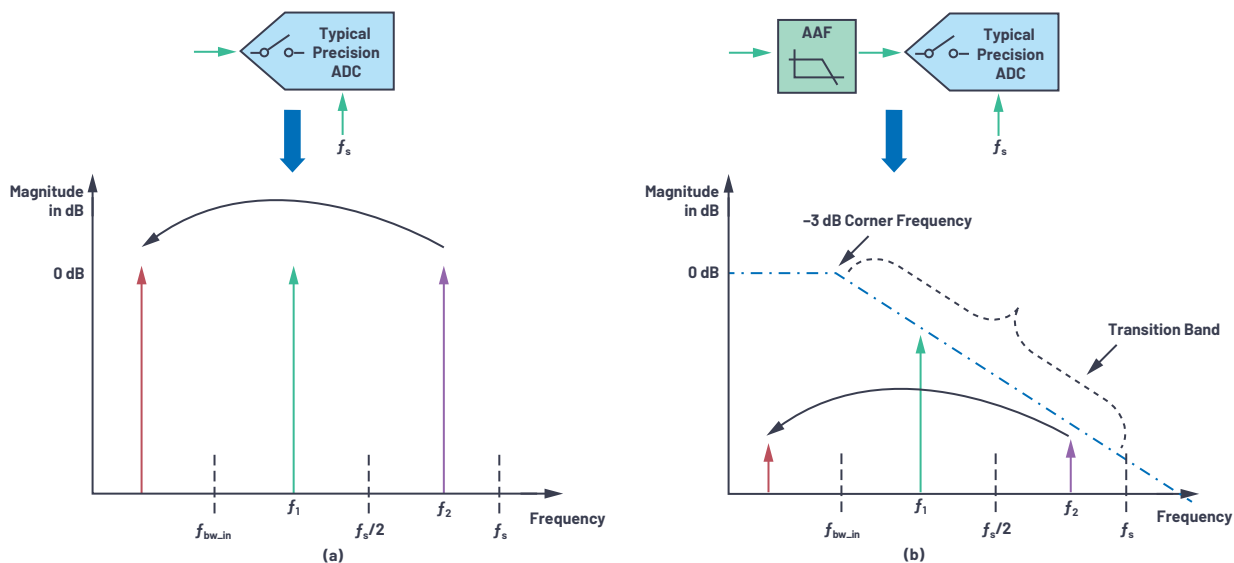 Typical
Precision
ADC
fs
Magnitude
in dB
0 dB
fbw_in
f1
fs/2
f2
fs
Frequency
(a)
AAF
Typical
Precision
ADC
fs
Magnitude
in dB
–3 dB Corner Frequency
0 dB
Transition Band
fbw_in
f1
fs/2
f2
fs
Frequency
(b)